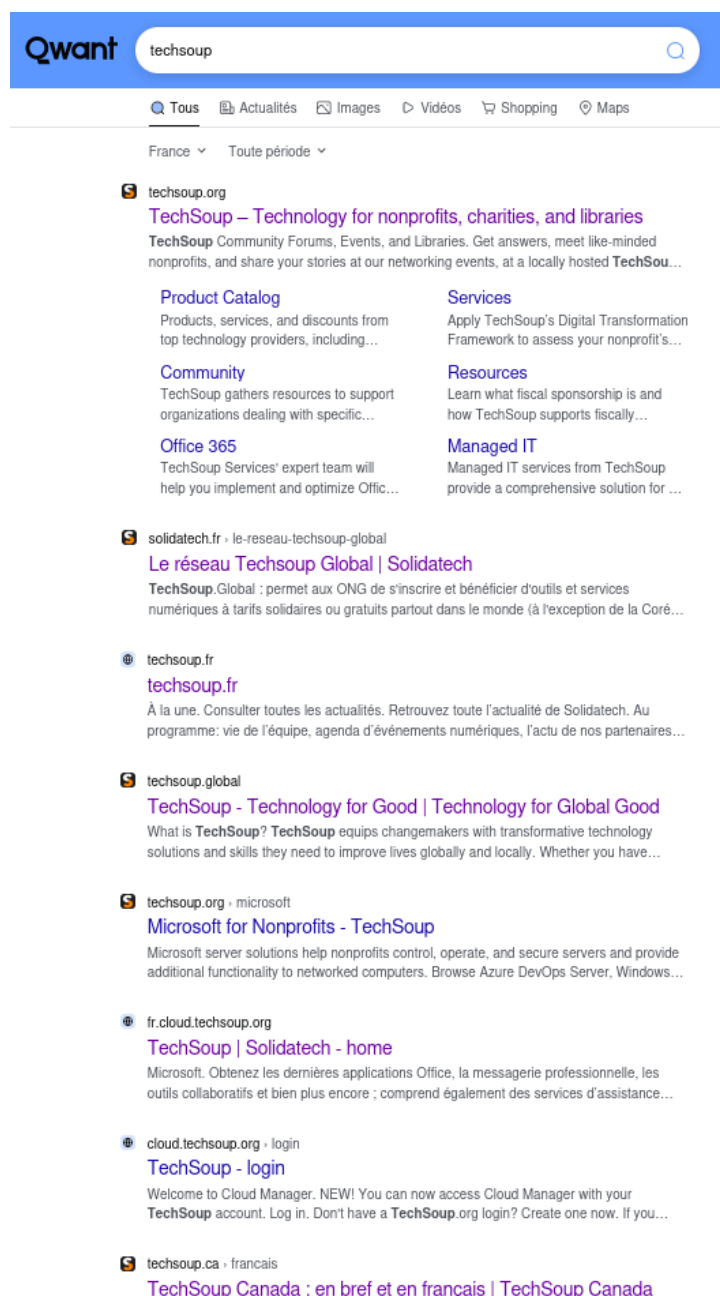 Qwant techsoup
Tous Actualités Images Vidéos Shopping Maps
France Toute période
techsoup.org
TechSoup – Technology for nonprofits, charities, and libraries
TechSoup Community Forums, Events, and Libraries. Get answers, meet like-minded
nonprofits, and share your stories at our networking events, at a locally hosted TechSou...
Product Catalog
Products, services, and discounts from
top technology providers, including...
Services
Apply TechSoup's Digital Transformation
Framework to assess your nonprofit's...
Community
TechSoup gathers resources to support
organizations dealing with specific...
Resources
Learn what fiscal sponsorship is and
how TechSoup supports fiscally...
Office 365
TechSoup Services' expert team will
help you implement and optimize Offic...
Managed IT
Managed IT services from TechSoup
provide a comprehensive solution for ...
solidatech.fr › le-reseau-techsoup-global
Le réseau Techsoup Global | Solidatech
TechSoup.Global : permet aux ONG de s'inscrire et bénéficier d'outils et services
numériques à tarifs solidaires ou gratuits partout dans le monde (à l'exception de la Coré...
techsoup.fr
techsoup.fr
À la une. Consulter toutes les actualités. Retrouvez toute l'actualité de Solidatech. Au
programme: vie de l'équipe, agenda d'événements numériques, l'actu de nos partenaires...
techsoup.global
TechSoup - Technology for Good | Technology for Global Good
What is TechSoup? TechSoup equips changemakers with transformative technology
solutions and skills they need to improve lives globally and locally. Whether you have...
techsoup.org › microsoft
Microsoft for Nonprofits - TechSoup
Microsoft server solutions help nonprofits control, operate, and secure servers and provide
additional functionality to networked computers. Browse Azure DevOps Server, Windows...
fr.cloud.techsoup.org
TechSoup | Solidatech - home
Microsoft. Obtenez les dernières applications Office, la messagerie professionnelle, les
outils collaboratifs et bien plus encore ; comprend également des services d'assistance...
cloud.techsoup.org › login
TechSoup - login
Welcome to Cloud Manager. NEW! You can now access Cloud Manager with your
TechSoup account. Log in. Don't have a TechSoup.org login? Create one now. If you...
techsoup.ca › francais
TechSoup Canada : en bref et en français | TechSoup Canada